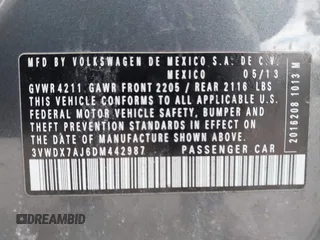 MFD BY VOLKSWAGEN DE MEXICO S.A. DE C.V.
MEXICO 05/13
GVWR 4211 GAWR FRONT 2205 / REAR 2116 LBS
THIS VEHICLE CONFORMS TO ALL APPLICABLE U.S.
FEDERAL MOTOR VEHICLE SAFETY, BUMPER AND
THEFT PREVENTION STANDARDS IN EFFECT ON THE
DATE OF MANUFACTURE SHOWN ABOVE
3VWDX7AJ6DM442987 PASSENGER CAR
2016208 1013 M
DREAMBID